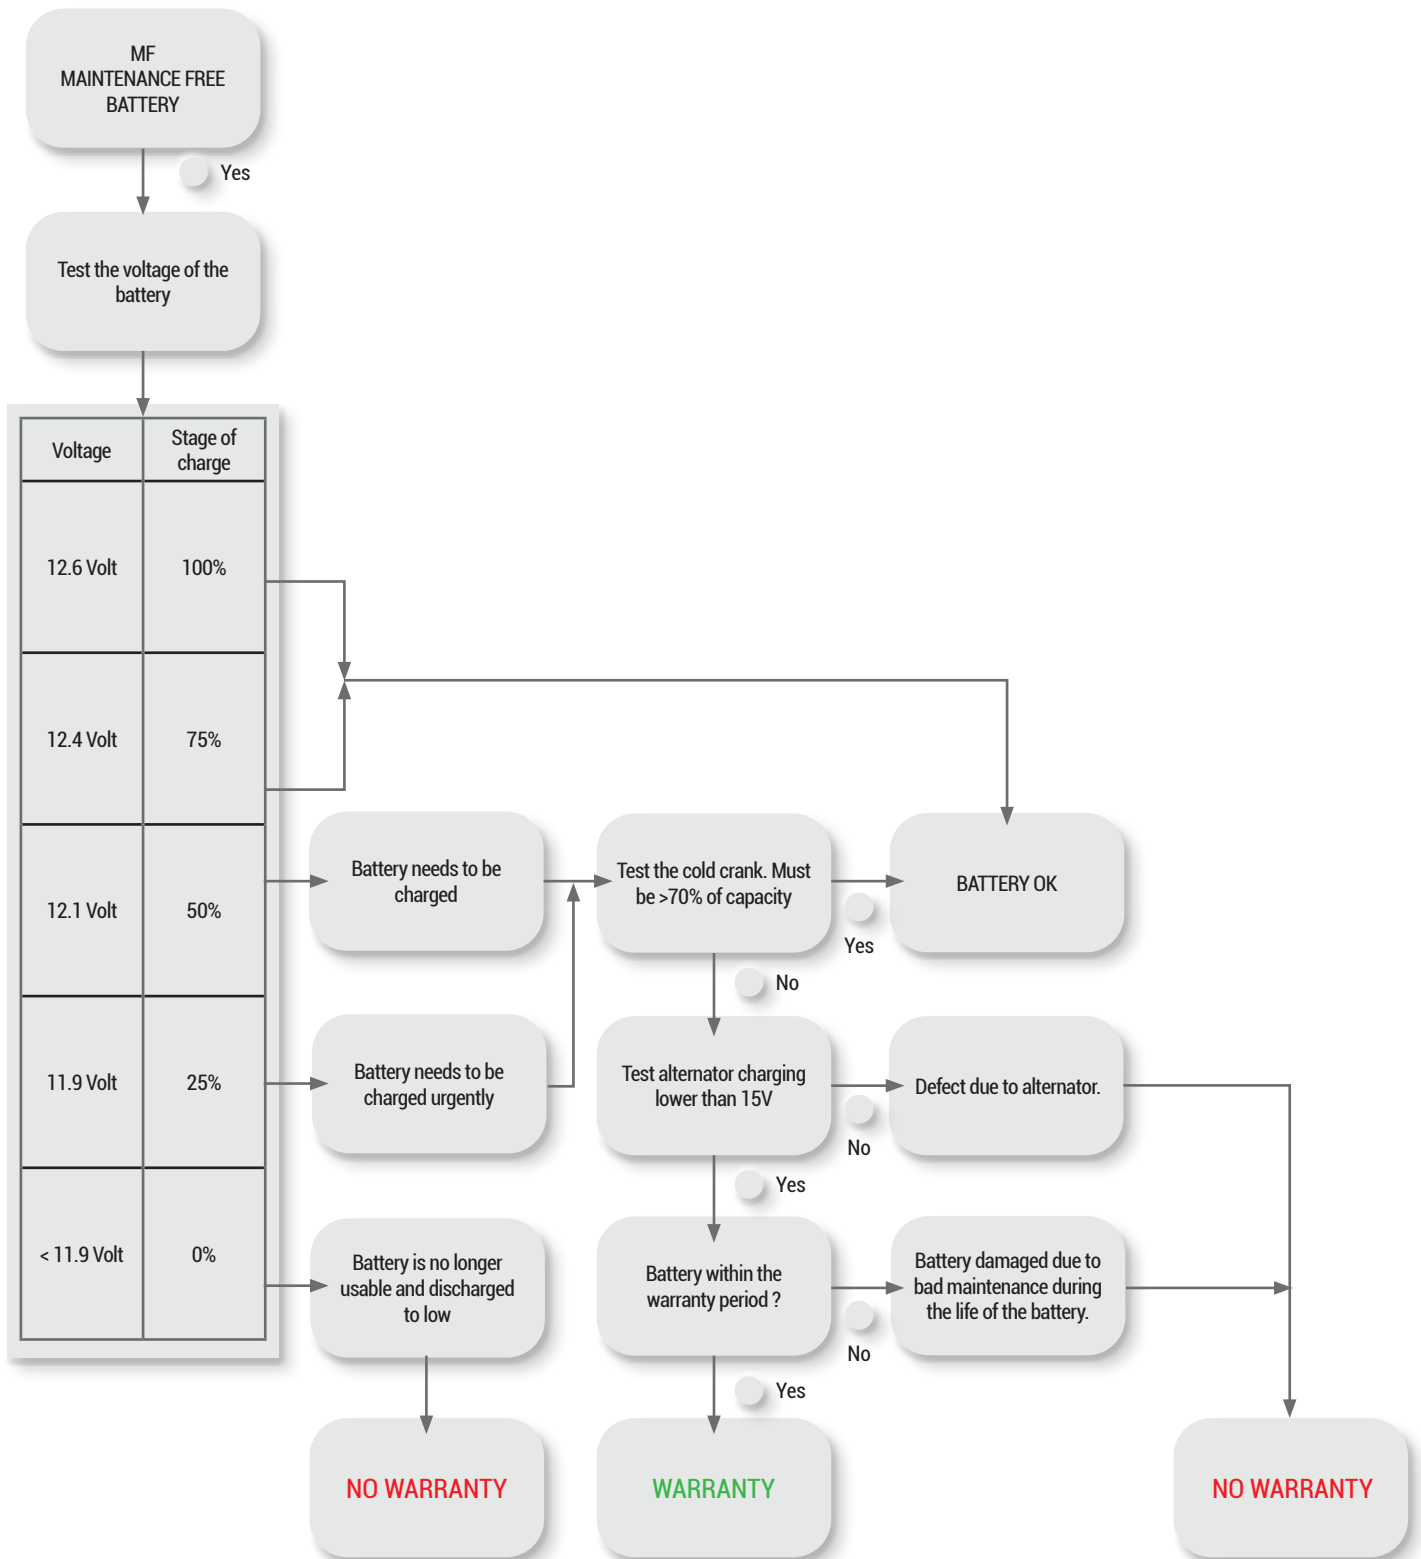 MF
MAINTENANCE FREE
BATTERY
Yes
Test the voltage of the
battery
Voltage
Stage of
charge
12.6 Volt
100%
12.4 Volt
75%
12.1 Volt
50%
11.9 Volt
25%
< 11.9 Volt
0%
Battery needs to be
charged
Test the cold crank. Must
be >70% of capacity
Yes
BATTERY OK
No
Battery needs to be
charged urgently
Test alternator charging
lower than 15V
No
Defect due to alternator.
Yes
Battery is no longer
usable and discharged
to low
Battery within the
warranty period ?
No
Battery damaged due to
bad maintenance during
the life of the battery.
Yes
NO WARRANTY
WARRANTY
NO WARRANTY